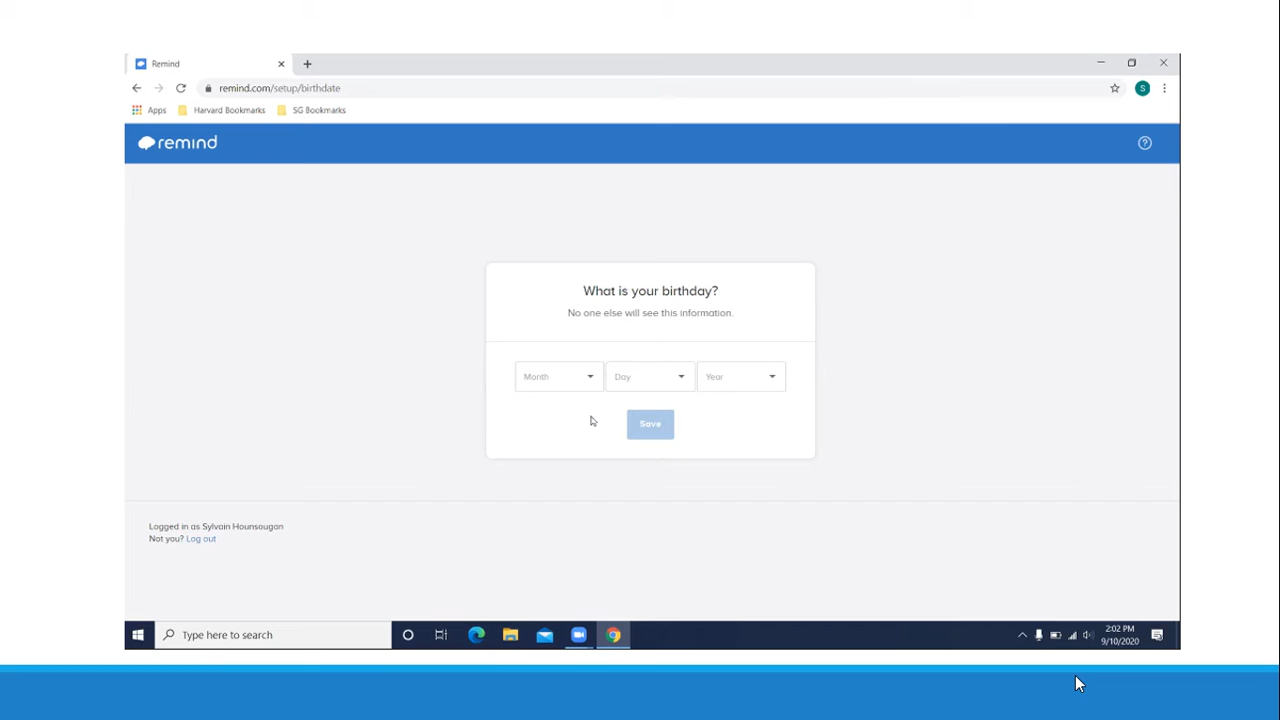 Remind
remind.com/setup/birthdate
S
Apps
Harvard Bookmarks
SG Bookmarks
remind
What is your birthday?
No one else will see this information.
Month
Day
Year
Save
Logged in as Sylvain Hounsougan
Not you? Log out
Type here to search
2:02 PM
9/10/2020